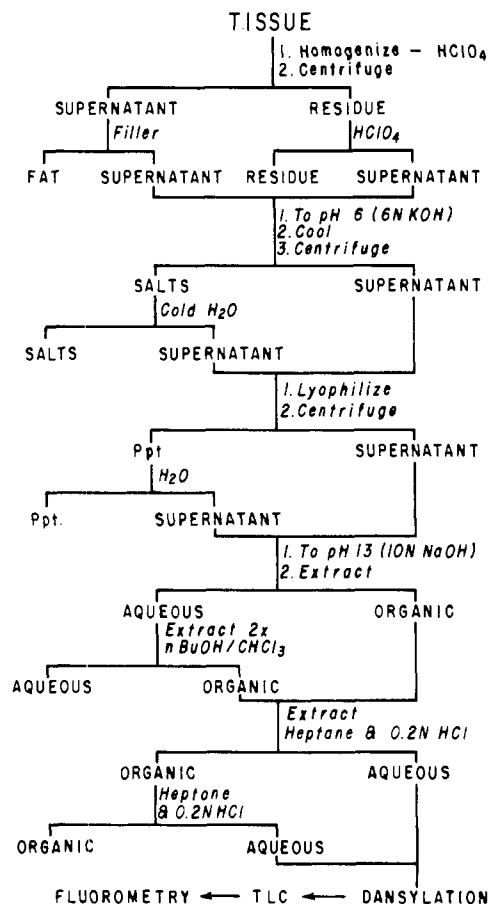 TISSUE
1. Homogenize – HClO4
2. Centrifuge
SUPERNATANT RESIDUE
Filler HClO4
FAT SUPERNATANT RESIDUE SUPERNATANT
1. To pH 6 (6N KOH)
2. Cool
3. Centrifuge
SALTS SUPERNATANT
Cold H2O
SALTS SUPERNATANT
1. Lyophilize
2. Centrifuge
Ppt SUPERNATANT
H2O
Ppt. SUPERNATANT
1. To pH 13 (10N NaOH)
2. Extract
AQUEOUS ORGANIC
Extract 2x
nBuOH/CHCl3
AQUEOUS ORGANIC
Extract
Heptane & 0.2N HCl
ORGANIC AQUEOUS
Heptane
& 0.2N HCl
ORGANIC AQUEOUS
FLUOROMETRY ← TLC ← DANSYLATION